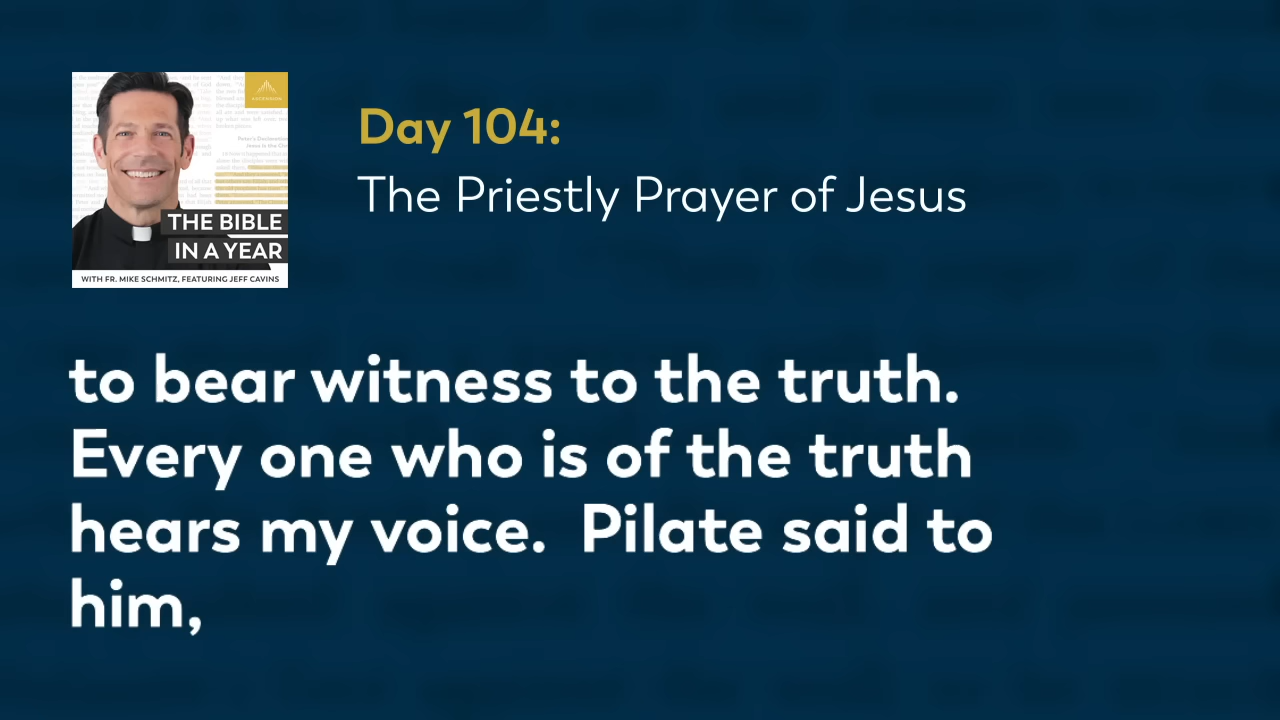 Day 104:
The Priestly Prayer of Jesus
ASCENSION
THE BIBLE
IN A YEAR
WITH FR. MIKE SCHMITZ, FEATURING JEFF CAVINS
to bear witness to the truth.
Every one who is of the truth
hears my voice.  Pilate said to
him,